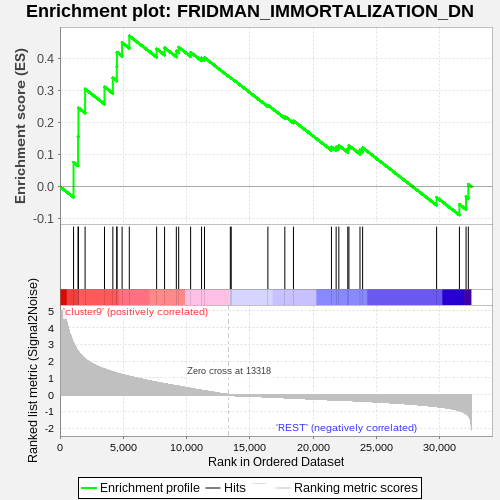 Enrichment plot: FRIDMAN_IMMORTALIZATION_DN
Enrichment score (ES)
0.4
0.3
0.2
0.1
0.0
-0.1
Ranked list metric (Signal2Noise)
5
4
3
2
1
0
-1
-2
'cluster9' (positively correlated)
Zero cross at 13318
'REST' (negatively correlated)
0 5,000 10,000 15,000 20,000 25,000 30,000
Rank in Ordered Dataset
Enrichment profile Hits Ranking metric scores